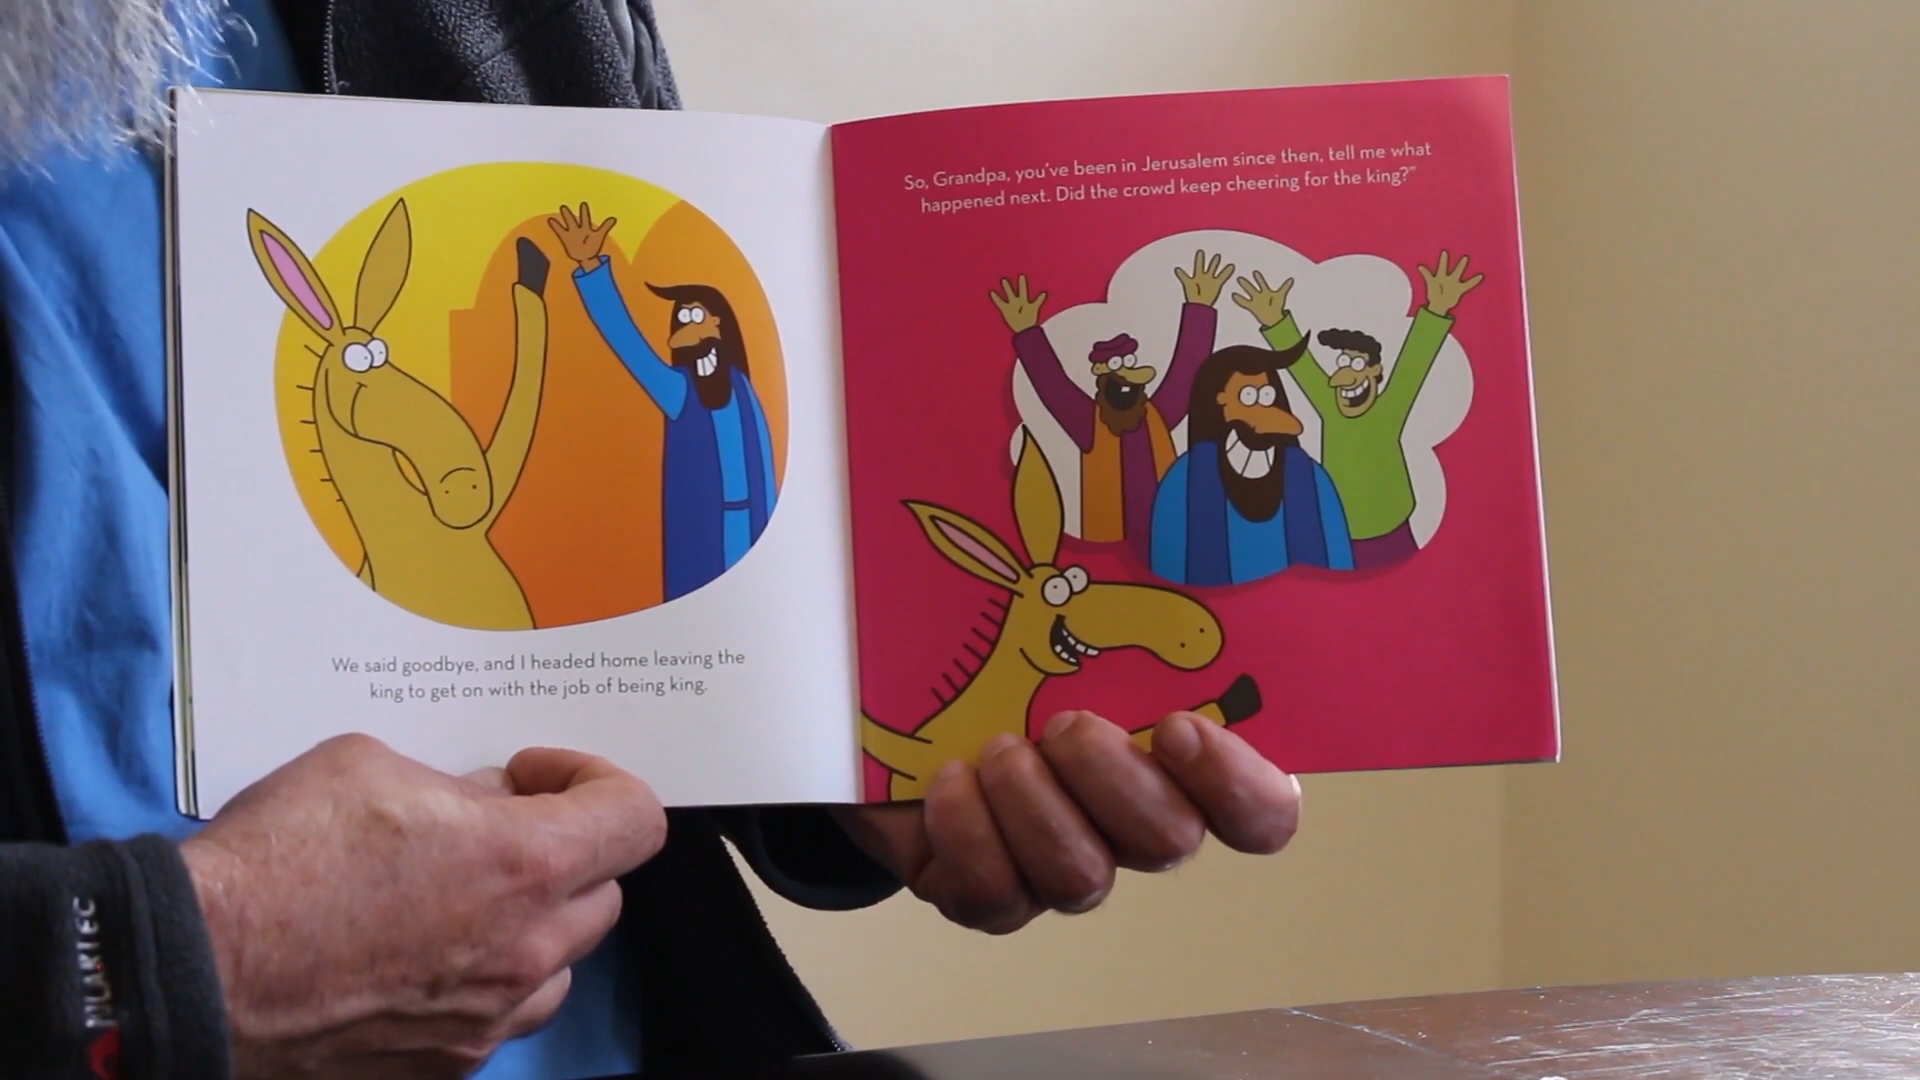 We said goodbye, and I headed home leaving the
king to get on with the job of being king.
So, Grandpa, you've been in Jerusalem since then, tell me what
happened next. Did the crowd keep cheering for the king?"